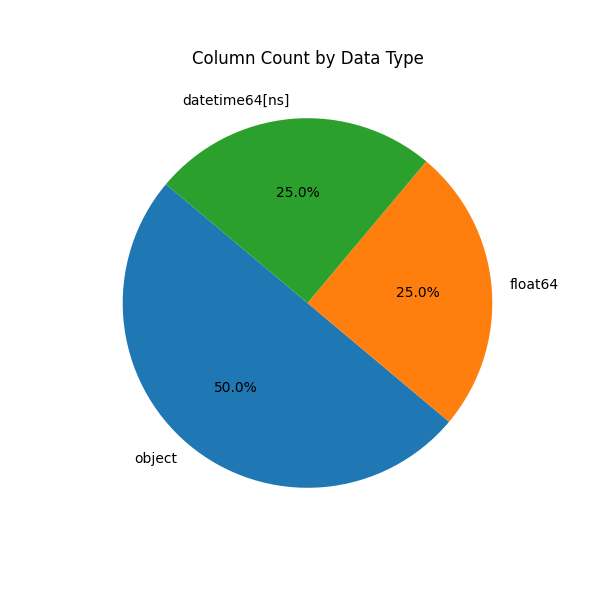 Column Count by Data Type
datetime64[ns]
25.0%
float64
25.0%
50.0%
object